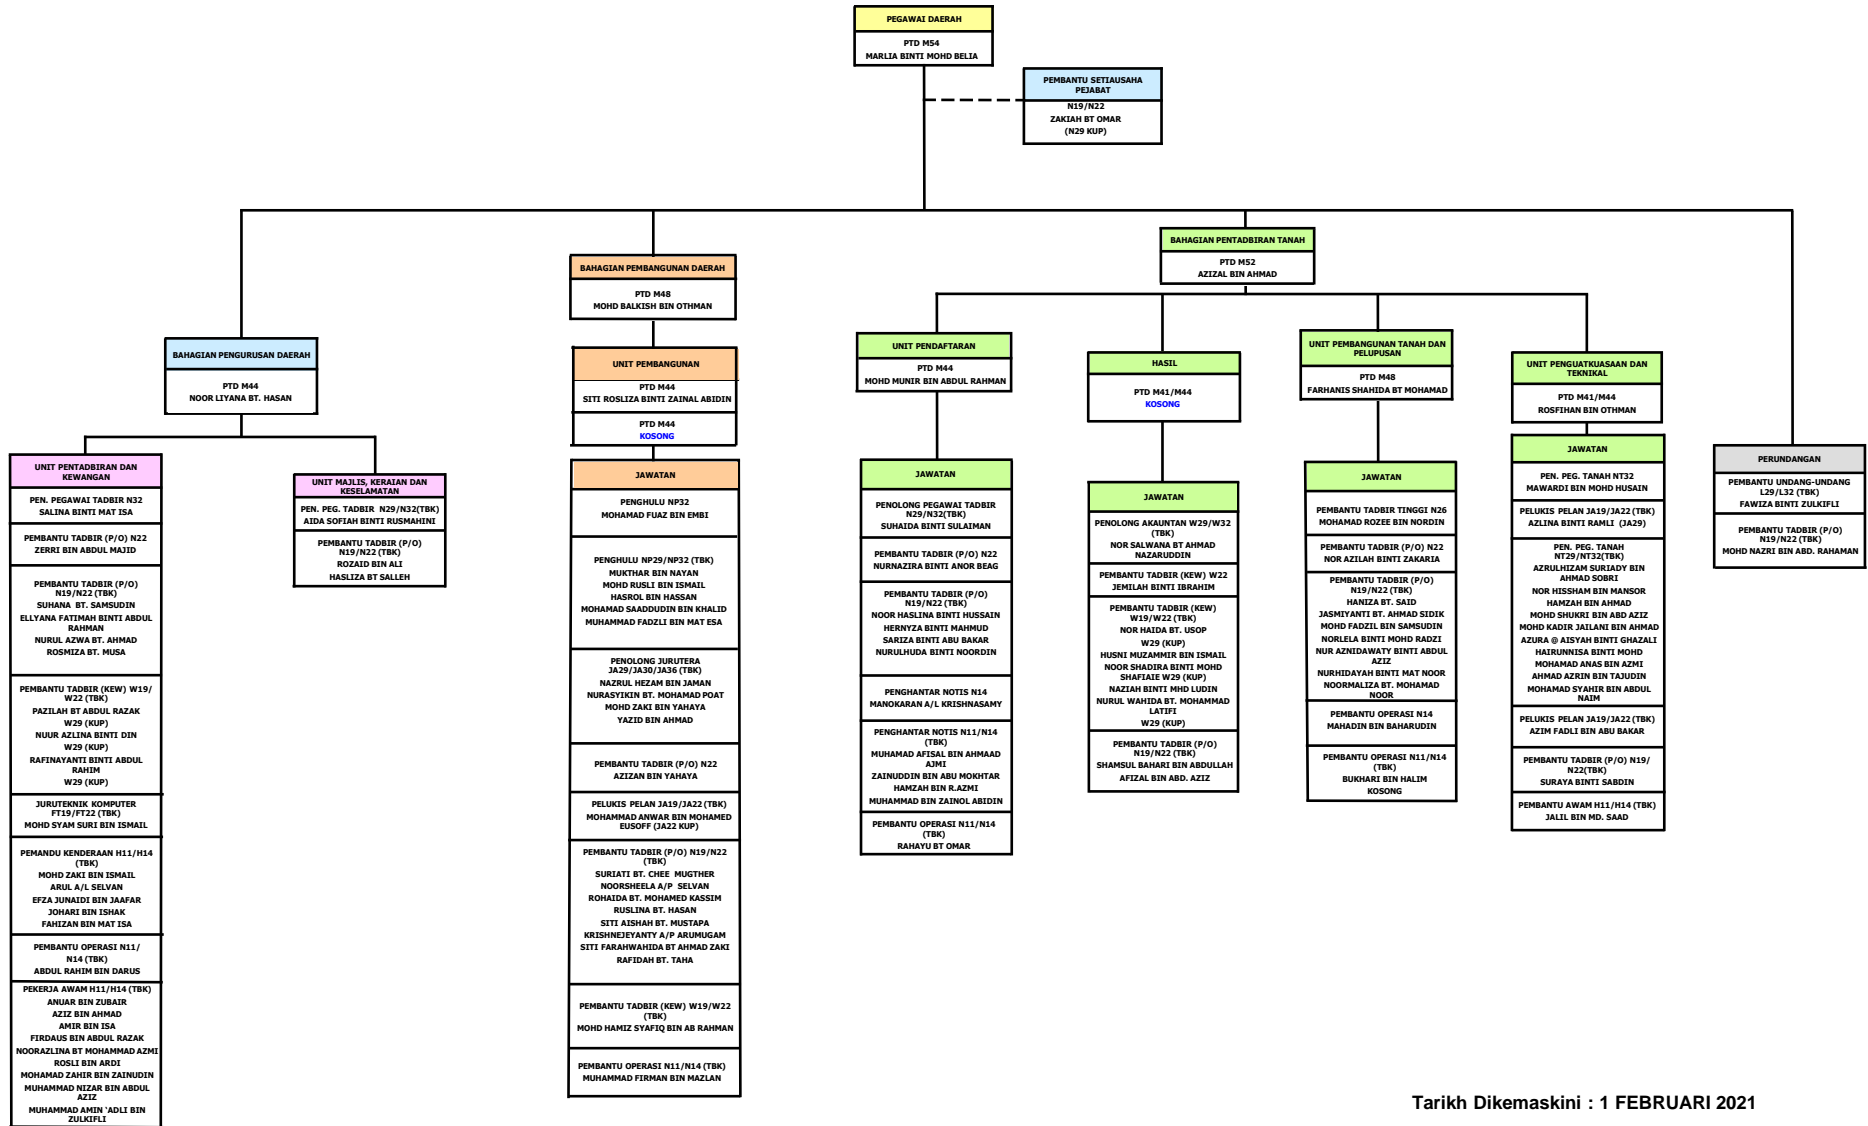 PEGAWAI DAERAH
PTD M54
MARLIA BINTI MOHD BELIA
PEMBANTU SETIAUSAHA
PEJABAT
N19/N22
ZAKIAH BT OMAR
(N29 KUP)
BAHAGIAN PENGURUSAN DAERAH
PTD M44
NOOR LIYANA BT. HASAN
UNIT PENTADBIRAN DAN
KEWANGAN
PEN. PEGAWAI TADBIR N32
SALINA BINTI MAT ISA
PEMBANTU TADBIR (P/O) N22
ZERRI BIN ABDUL MAJID
PEMBANTU TADBIR (P/O)
N19/N22 (TBK)
SUHANA BT. SAMSUDIN
ELLYANA FATIMAH BINTI ABDUL
RAHMAN
NURUL AZWA BT. AHMAD
ROSMIZA BT. MUSA
PEMBANTU TADBIR (KEW) W19/
W22 (TBK)
PAZILAH BT ABDUL RAZAK
W29 (KUP)
NUUR AZLINA BINTI DIN
W29 (KUP)
RAFINAYANTI BINTI ABDUL
RAHIM
W29 (KUP)
JURUTEKNIK KOMPUTER
FT19/FT22 (TBK)
MOHD SYAM SURI BIN ISMAIL
PEMANDU KENDERAAN H11/H14
(TBK)
MOHD ZAKI BIN ISMAIL
ARUL A/L SELVAN
EFZA JUNAIDI BIN JAAFAR
JOHARI BIN ISHAK
FAHIZAN BIN MAT ISA
PEMBANTU OPERASI N11/
N14 (TBK)
ABDUL RAHIM BIN DARUS
PEKERJA AWAM H11/H14 (TBK)
ANUAR BIN ZUBAIR
AZIZ BIN AHMAD
AMIR BIN ISA
FIRDAUS BIN ABDUL RAZAK
NOORAZLINA BT MOHAMMAD AZMI
ROSLI BIN ARDI
MOHAMAD ZAHIR BIN ZAINUDIN
MUHAMMAD NIZAR BIN ABDUL
AZIZ
MUHAMMAD AMIN 'ADLI BIN
ZULKIFLI
UNIT MAJLIS, KERAIAN DAN
KESELAMATAN
PEN. PEG. TADBIR N29/N32(TBK)
AIDA SOFIAH BINTI RUSMAHINI
PEMBANTU TADBIR (P/O)
N19/N22 (TBK)
ROZAID BIN ALI
HASLIZA BT SALLEH
BAHAGIAN PEMBANGUNAN DAERAH
PTD M48
MOHD BALKISH BIN OTHMAN
UNIT PEMBANGUNAN
PTD M44
SITI ROSLIZA BINTI ZAINAL ABIDIN
PTD M44
KOSONG
JAWATAN
PENGHULU NP32
MOHAMAD FUAZ BIN EMBI
PENGHULU NP29/NP32 (TBK)
MUKTHAR BIN NAYAN
MOHD RUSLI BIN ISMAIL
HASROL BIN HASSAN
MOHAMAD SAADDUDIN BIN KHALID
MUHAMMAD FADZLI BIN MAT ESA
PENOLONG JURUTERA
JA29/JA30/JA36 (TBK)
NAZRUL HEZAM BIN JAMAN
NURASYIKIN BT. MOHAMAD POAT
MOHD ZAKI BIN YAHAYA
YAZID BIN AHMAD
PEMBANTU TADBIR (P/O) N22
AZIZAN BIN YAHAYA
PELUKIS PELAN JA19/JA22 (TBK)
MOHAMMAD ANWAR BIN MOHAMED
EUSOFF (JA22 KUP)
PEMBANTU TADBIR (P/O) N19/N22
(TBK)
SURIATI BT. CHEE MUGTHER
NOORSHEELA A/P SELVAN
ROHAIDA BT. MOHAMED KASSIM
RUSLINA BT. HASAN
SITI AISHAH BT. MUSTAPA
KRISHNEJEYANTY A/P ARUMUGAM
SITI FARAHWAHIDA BT AHMAD ZAKI
RAFIDAH BT. TAHA
PEMBANTU TADBIR (KEW) W19/W22
(TBK)
MOHD HAMIZ SYAFIQ BIN AB RAHMAN
PEMBANTU OPERASI N11/N14 (TBK)
MUHAMMAD FIRMAN BIN MAZLAN
BAHAGIAN PENTADBIRAN TANAH
PTD M52
AZIZAL BIN AHMAD
UNIT PENDAFTARAN
PTD M44
MOHD MUNIR BIN ABDUL RAHMAN
JAWATAN
PENOLONG PEGAWAI TADBIR
N29/N32(TBK)
SUHAIDA BINTI SULAIMAN
PEMBANTU TADBIR (P/O) N22
NURNAZIRA BINTI ANOR BEAG
PEMBANTU TADBIR (P/O)
N19/N22 (TBK)
NOOR HASLINA BINTI HUSSAIN
HERNYZA BINTI MAHMUD
SARIZA BINTI ABU BAKAR
NURULHUDA BINTI NOORDIN
PENGHANTAR NOTIS N14
MANOKARAN A/L KRISHNASAMY
PENGHANTAR NOTIS N11/N14
(TBK)
MUHAMAD AFISAL BIN AHMAAD
AJMI
ZAINUDDIN BIN ABU MOKHTAR
HAMZAH BIN R.AZMI
MUHAMMAD BIN ZAINOL ABIDIN
PEMBANTU OPERASI N11/N14
(TBK)
RAHAYU BT OMAR
HASIL
PTD M41/M44
KOSONG
JAWATAN
PENOLONG AKAUNTAN W29/W32
(TBK)
NOR SALWANA BT AHMAD
NAZARUDDIN
PEMBANTU TADBIR (KEW) W22
JEMILAH BINTI IBRAHIM
PEMBANTU TADBIR (KEW)
W19/W22 (TBK)
NOR HAIDA BT. USOP
W29 (KUP)
HUSNI MUZAMMIR BIN ISMAIL
NOOR SHADIRA BINTI MOHD
SHAFIAIE W29 (KUP)
NAZIAH BINTI MHD LUDIN
NURUL WAHIDA BT. MOHAMMAD
LATIFI
W29 (KUP)
PEMBANTU TADBIR (P/O)
N19/N22 (TBK)
SHAMSUL BAHARI BIN ABDULLAH
AFIZAL BIN ABD. AZIZ
UNIT PEMBANGUNAN TANAH DAN
PELUPUSAN
PTD M48
FARHANIS SHAHIDA BT MOHAMAD
JAWATAN
PEMBANTU TADBIR TINGGI N26
MOHAMAD ROZEE BIN NORDIN
PEMBANTU TADBIR (P/O) N22
NOR AZILAH BINTI ZAKARIA
PEMBANTU TADBIR (P/O)
N19/N22 (TBK)
HANIZA BT. SAID
JASMIYANTI BT. AHMAD SIDIK
MOHD FADZIL BIN SAMSUDIN
NORLELA BINTI MOHD RADZI
NUR AZNIDAWATY BINTI ABDUL
AZIZ
NURHIDAYAH BINTI MAT NOOR
NOORMALIZA BT. MOHAMAD
NOOR
PEMBANTU OPERASI N14
MAHADIN BIN BAHARUDIN
PEMBANTU OPERASI N11/N14
(TBK)
BUKHARI BIN HALIM
KOSONG
UNIT PENGUATKUASAAN DAN
TEKNIKAL
PTD M41/M44
ROSFIHAN BIN OTHMAN
JAWATAN
PEN. PEG. TANAH NT32
MAWARDI BIN MOHD HUSAIN
PELUKIS PELAN JA19/JA22 (TBK)
AZLINA BINTI RAMLI (JA29)
PEN. PEG. TANAH
NT29/NT32(TBK)
AZRULHIZAM SURIADY BIN
AHMAD SOBRI
NOR HISSHAM BIN MANSOR
HAMZAH BIN AHMAD
MOHD SHUKRI BIN ABD AZIZ
MOHD KADIR JAILANI BIN AHMAD
AZURA @ AISYAH BINTI GHAZALI
HAIRUNNISA BINTI MOHD
MOHAMAD ANAS BIN AZMI
AHMAD AZRIN BIN TAJUDIN
MOHAMAD SYAHIR BIN ABDUL
NAIM
PELUKIS PELAN JA19/JA22 (TBK)
AZIM FADLI BIN ABU BAKAR
PEMBANTU TADBIR (P/O) N19/
N22(TBK)
SURAYA BINTI SABDIN
PEMBANTU AWAM H11/H14 (TBK)
JALIL BIN MD. SAAD
PERUNDANGAN
PEMBANTU UNDANG-UNDANG
L29/L32 (TBK)
FAWIZA BINTI ZULKIFLI
PEMBANTU TADBIR (P/O)
N19/N22 (TBK)
MOHD NAZRI BIN ABD. RAHAMAN
Tarikh Dikemaskini : 1 FEBRUARI 2021